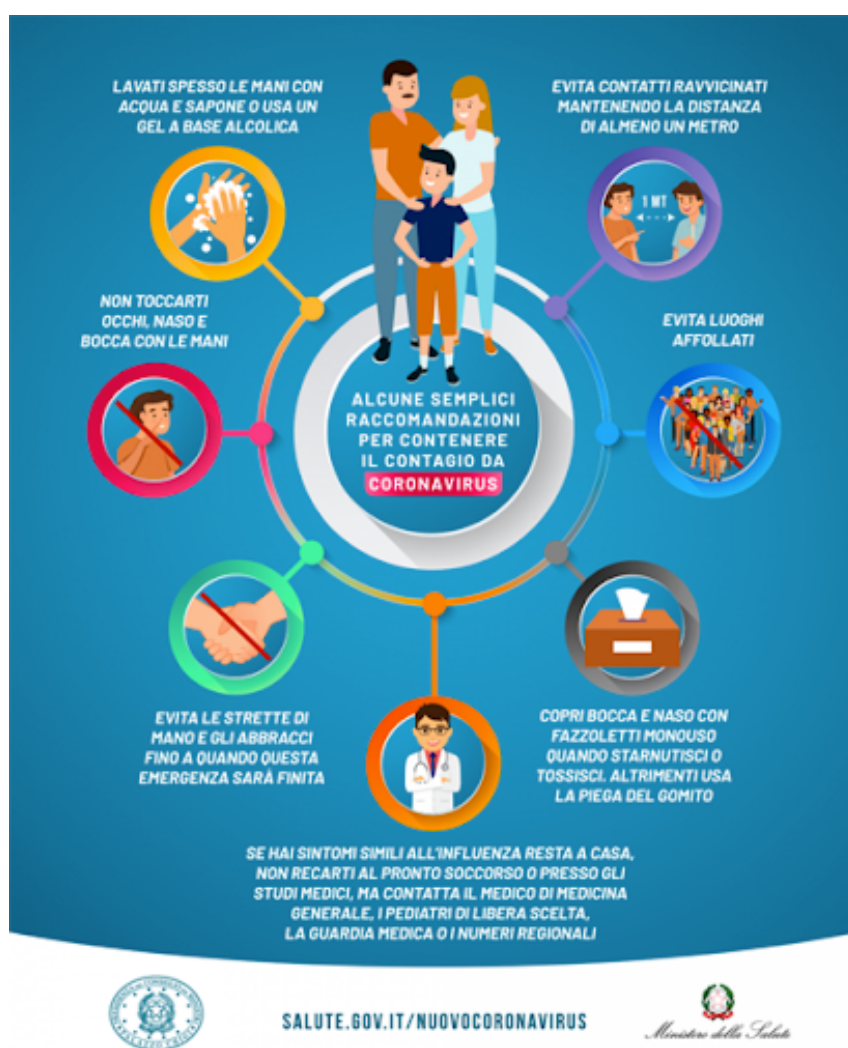 LAVATI SPESSO LE MANI CON
ACQUA E SAPONE O USA UN
GEL A BASE ALCOLICA
EVITA CONTATTI RAVVICINATI
MANTENENDO LA DISTANZA
DI ALMENO UN METRO
1 MT
NON TOCCARTI
OCCHI, NASO E
BOCCA CON LE MANI
EVITA LUOGHI
AFFOLLATI
ALCUNE SEMPLICI
RACCOMANDAZIONI
PER CONTENERE
IL CONTAGIO DA
CORONAVIRUS
EVITA LE STRETTE DI
MANO E GLI ABBRACCI
FINO A QUANDO QUESTA
EMERGENZA SARÀ FINITA
COPRI BOCCA E NASO CON
FAZZOLETTI MONOUSO
QUANDO STARNUTISCI O
TOSSISCI. ALTRIMENTI USA
LA PIEGA DEL GOMITO
SE HAI SINTOMI SIMILI ALL'INFLUENZA RESTA A CASA,
NON RECARTI AL PRONTO SOCCORSO O PRESSO GLI
STUDI MEDICI, MA CONTATTA IL MEDICO DI MEDICINA
GENERALE, I PEDIATRI DI LIBERA SCELTA,
LA GUARDIA MEDICA O I NUMERI REGIONALI
SALUTE.GOV.IT/NUOVOCORONAVIRUS
Ministero della Salute